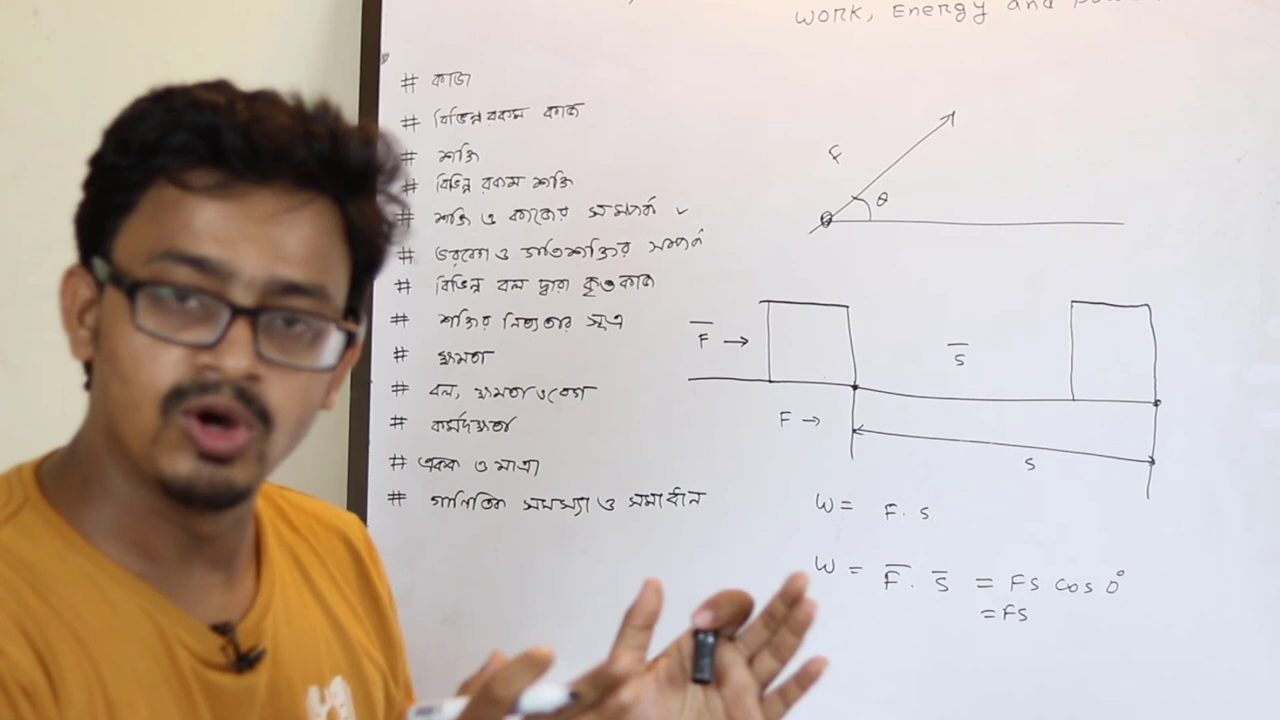 work, Energy and
# কাজ
# বিভিন্ন রকম কাজ
# শক্তি
# বিভিন্ন রকম শক্তি
# শক্তি ও কাজের সম্পর্ক ✓
# ভরবেগ ও গতিশক্তির সম্পর্ক
# বিভিন্ন বল দ্বারা কৃতকাজ
# শক্তির নিত্যতার সূত্র
# ক্ষমতা
# বল, ক্ষমতা ও বেগ
# কর্মদক্ষতা
# একক ও মাত্রা
# গাণিতিক সমস্যা ও সমাধান
F
θ
F̅ →
s̅
F →
s
W = F . s
W = F̅ . s̅ = Fs cos 0°
= Fs